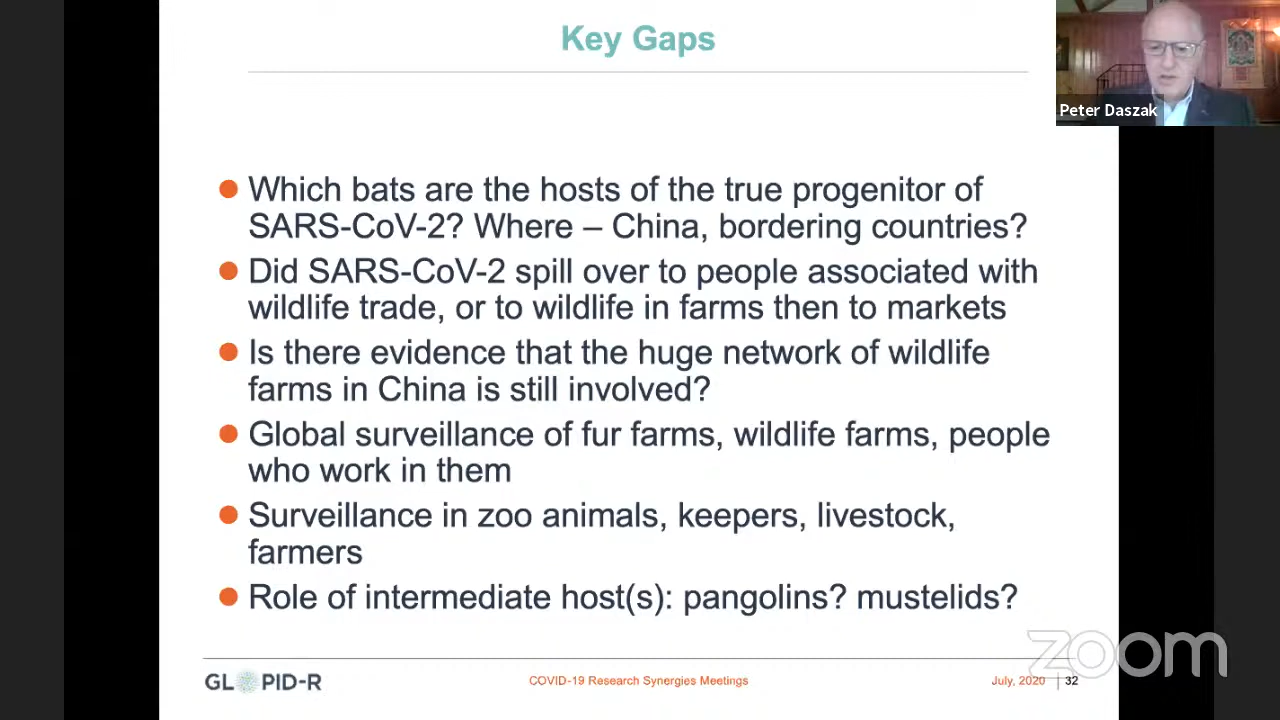 Key Gaps
Peter Daszak
Which bats are the hosts of the true progenitor of
SARS-CoV-2? Where – China, bordering countries?
Did SARS-CoV-2 spill over to people associated with
wildlife trade, or to wildlife in farms then to markets
Is there evidence that the huge network of wildlife
farms in China is still involved?
Global surveillance of fur farms, wildlife farms, people
who work in them
Surveillance in zoo animals, keepers, livestock,
farmers
Role of intermediate host(s): pangolins? mustelids?
zoom
GLOPID-R
COVID-19 Research Synergies Meetings
July, 2020
32